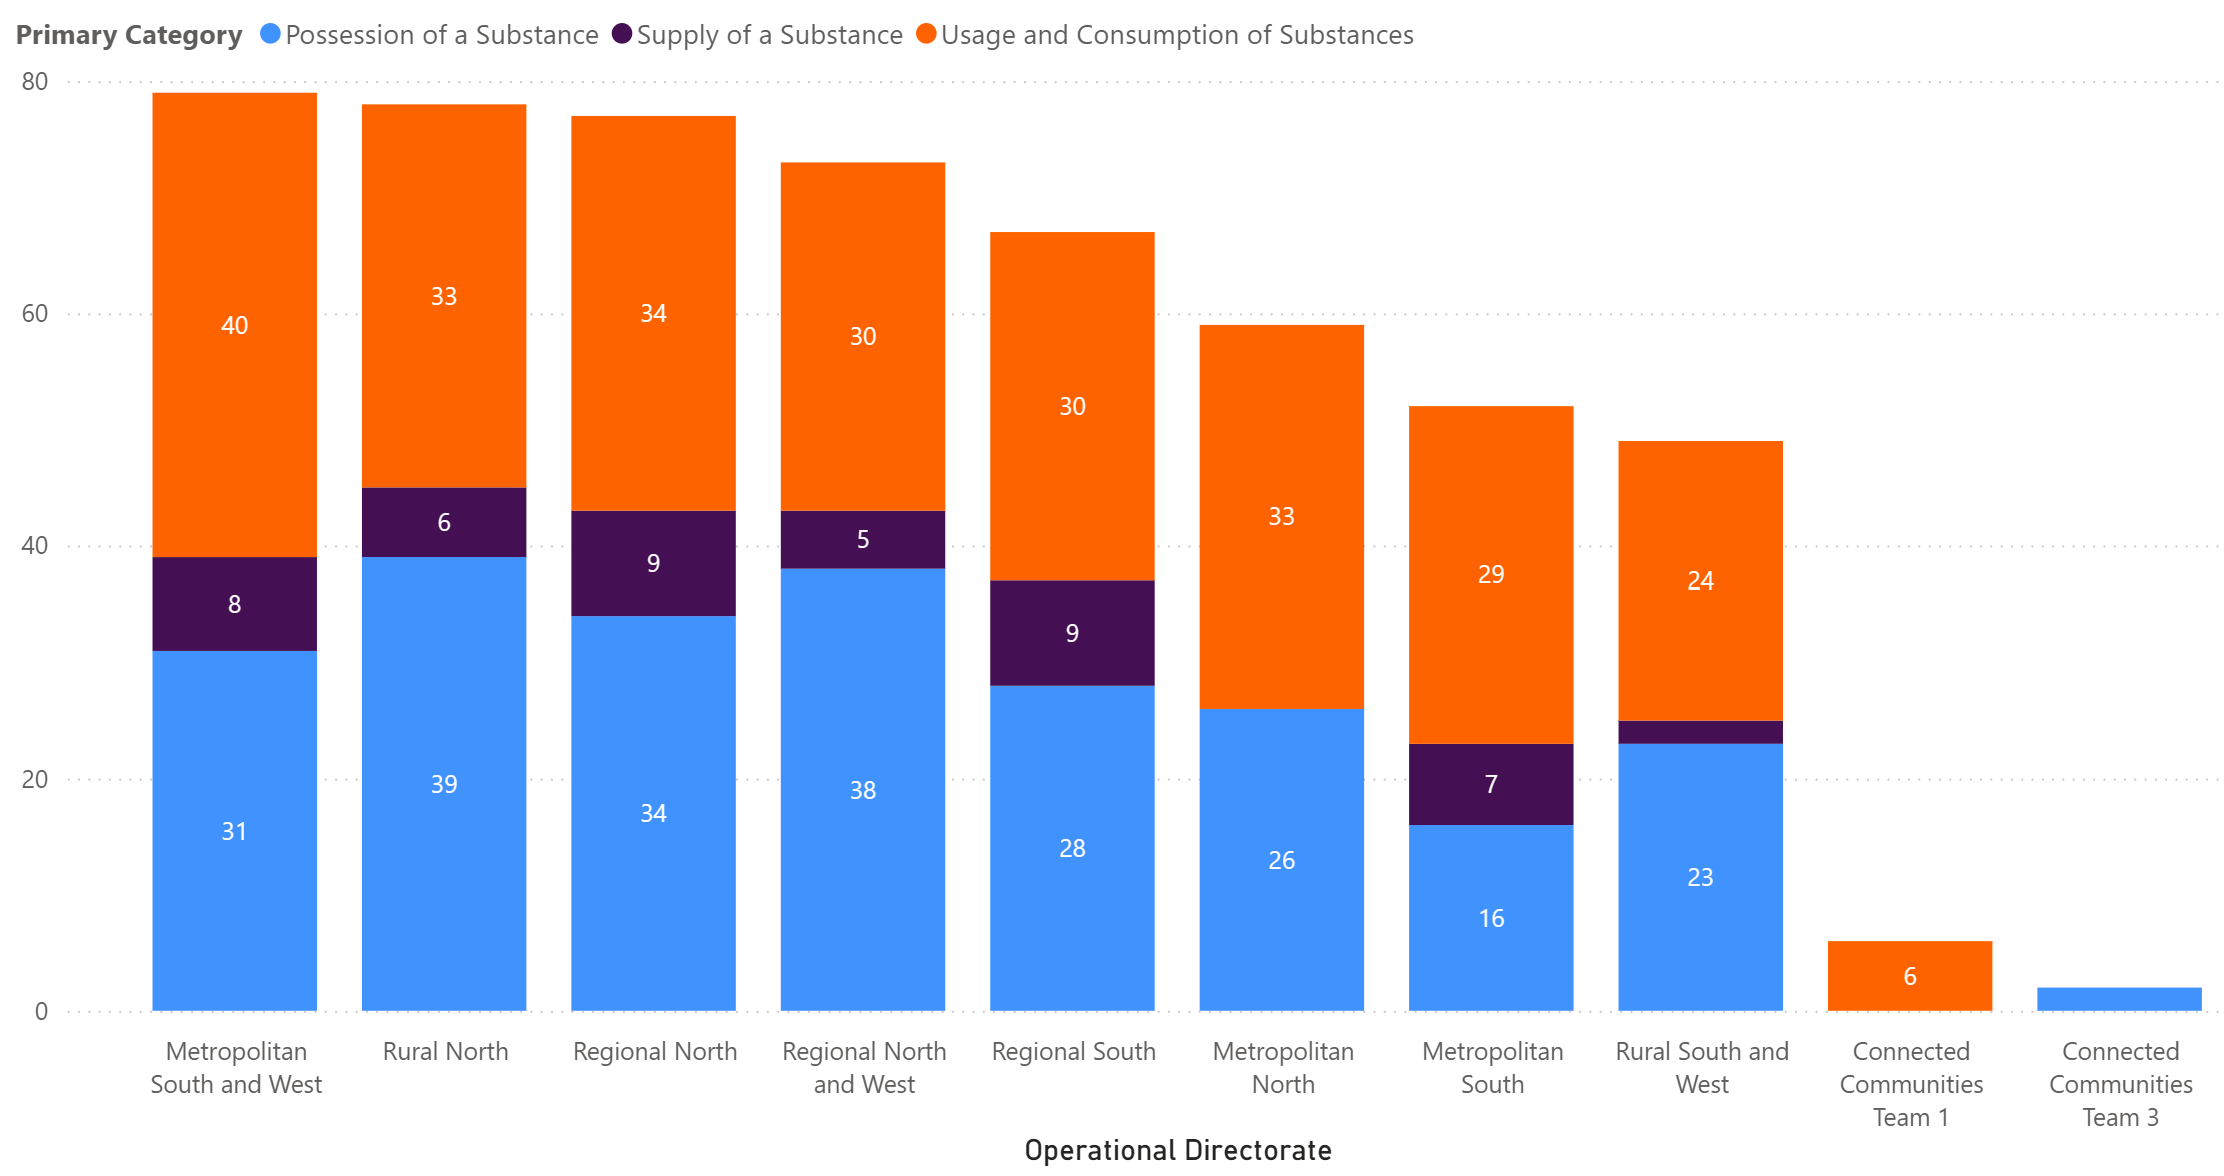 Primary Category Possession of a Substance Supply of a Substance Usage and Consumption of Substances
80
60
40
20
0
40
8
31
33
6
39
34
9
34
30
5
38
30
9
28
33
26
29
7
16
24
23
6
Metropolitan
South and West
Rural North
Regional North
Regional North
and West
Regional South
Metropolitan
North
Metropolitan
South
Rural South and
West
Connected
Communities
Team 1
Connected
Communities
Team 3
Operational Directorate